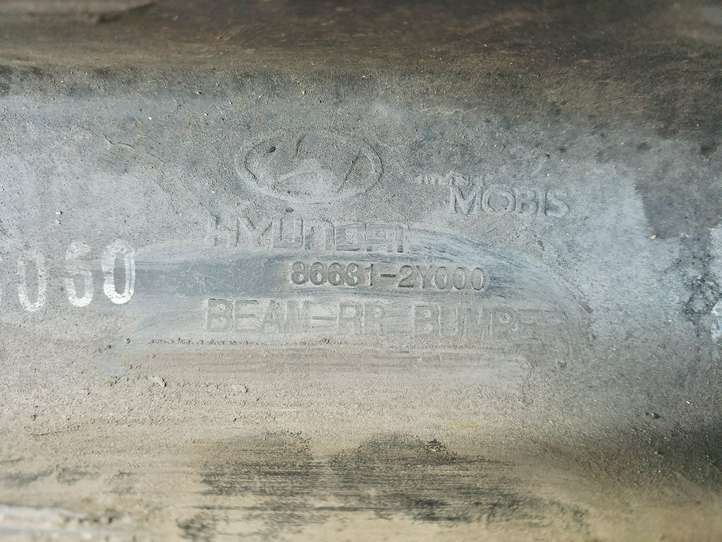 MOBIS
HYUNDAI
060
86631-2Y000
BEAM-RR BUMPE